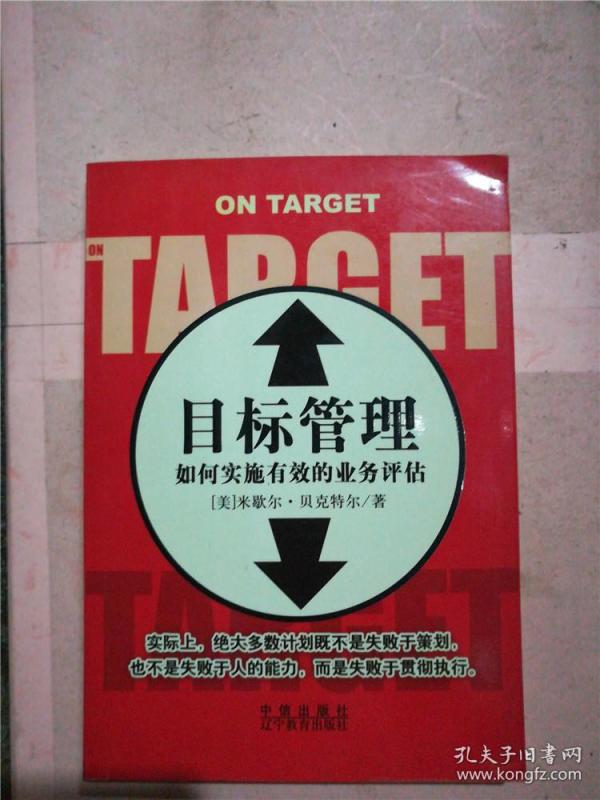 ON TARGET
ON
TARGET
目标管理
如何实施有效的业务评估
[美]米歇尔·贝克特尔/著
TARGET
实际上，绝大多数计划既不是失败于策划，
也不是失败于人的能力，而是失败于贯彻执行。
中信出版社
辽宁教育出版社
孔夫子旧书网
www.kongfz.com